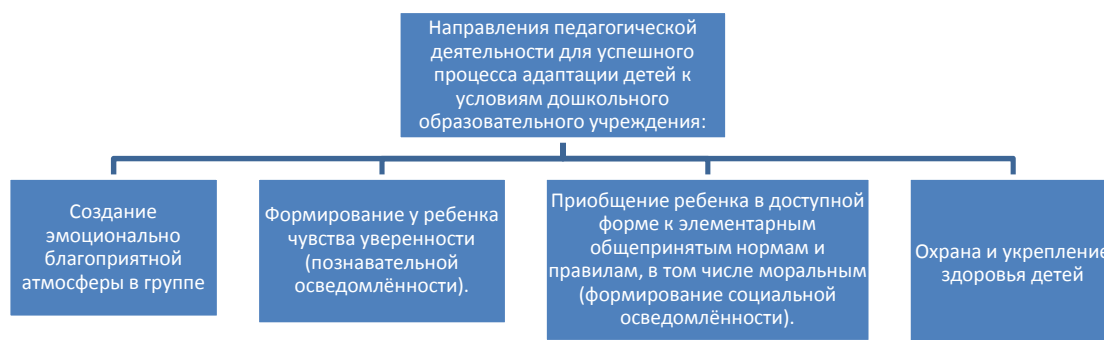 Направления педагогической
деятельности для успешного
процесса адаптации детей к
условиям дошкольного
образовательного учреждения:
Создание
эмоционально
благоприятной
атмосферы в группе
Формирование у ребенка
чувства уверенности
(познавательной
осведомлённости).
Приобщение ребенка в доступной
форме к элементарным
общепринятым нормам и
правилам, в том числе моральным
(формирование социальной
осведомлённости).
Охрана и укрепление
здоровья детей